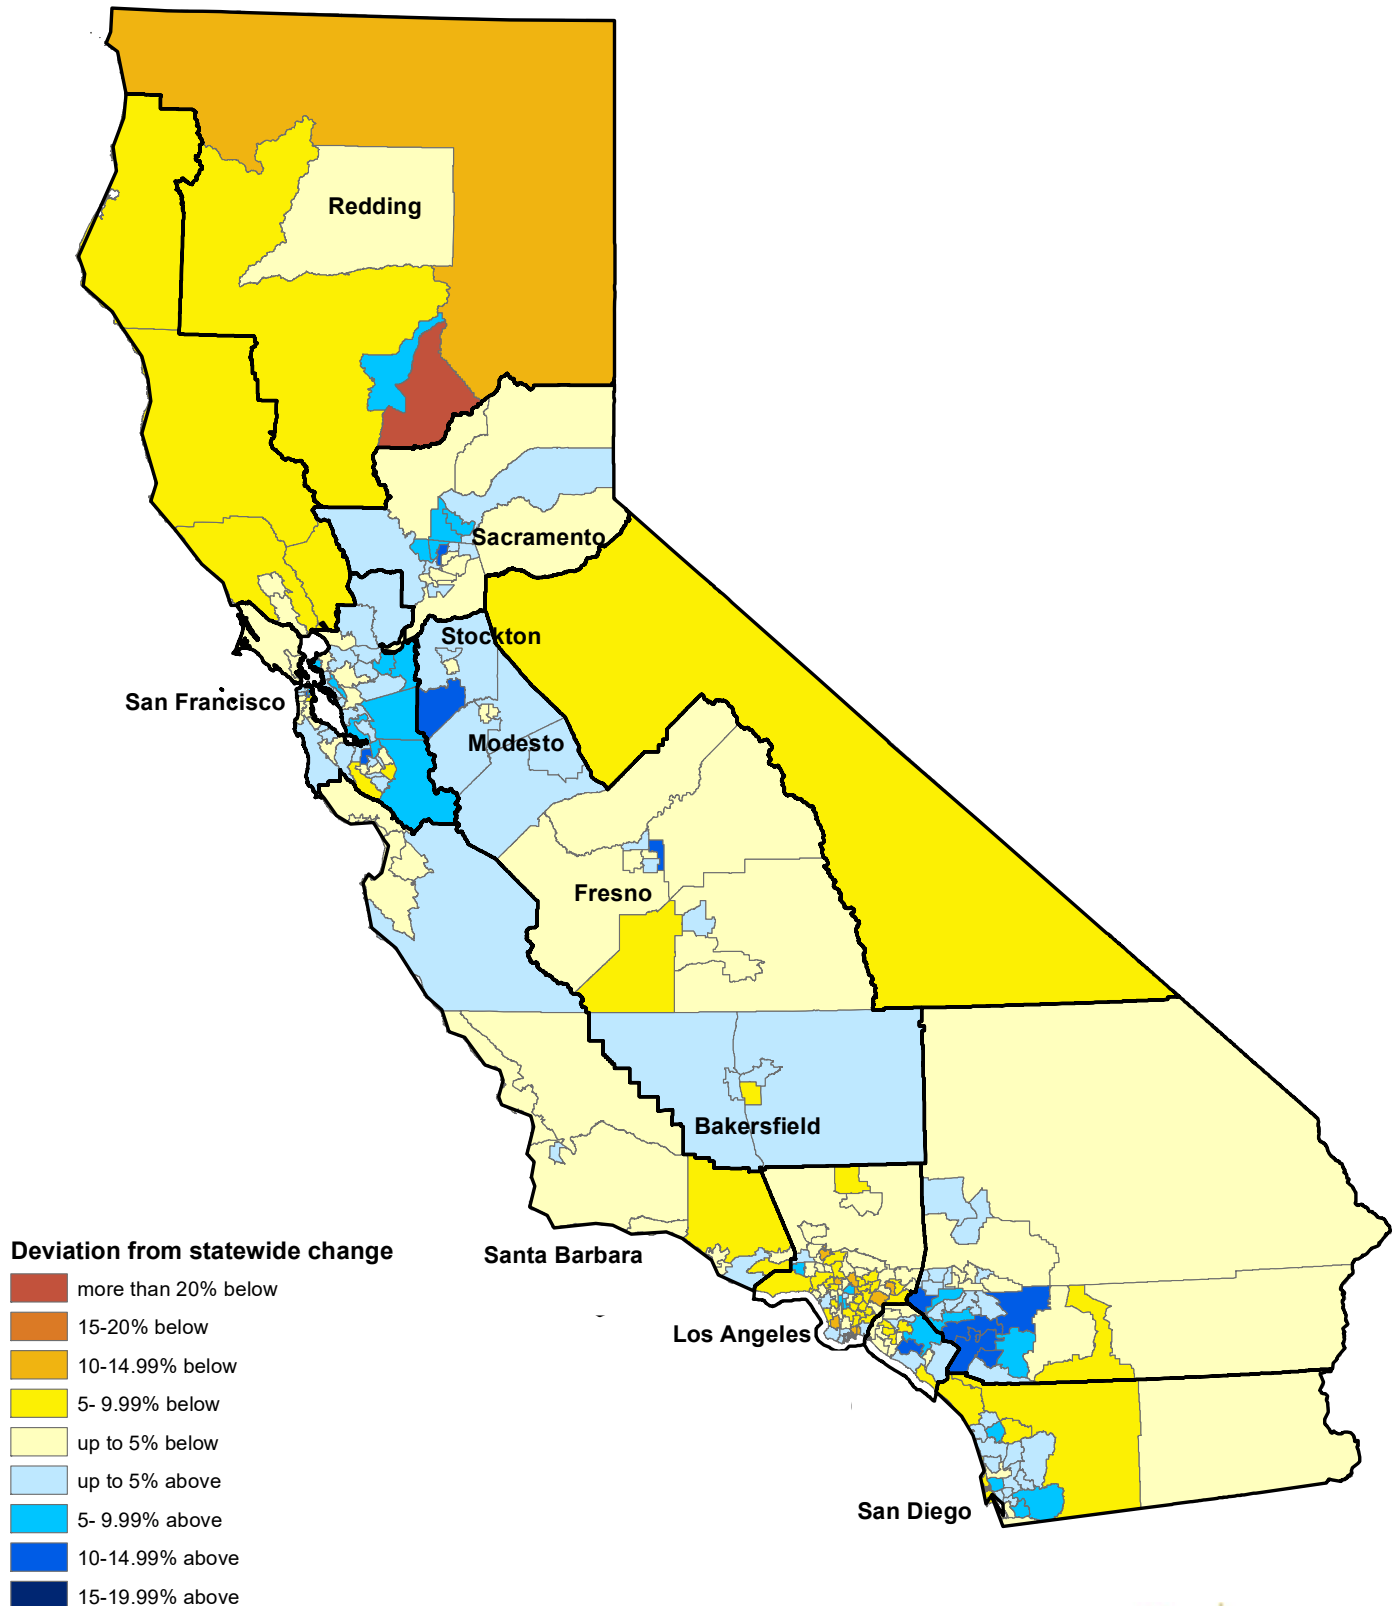 Redding
Sacramento
Stockton
San Francisco
Modesto
Fresno
Bakersfield
Santa Barbara
Los Angeles
San Diego
Deviation from statewide change
more than 20% below
15-20% below
10-14.99% below
5- 9.99% below
up to 5% below
up to 5% above
5- 9.99% above
10-14.99% above
15-19.99% above